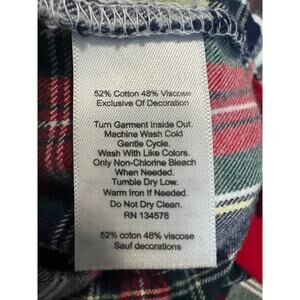 52% Cotton 48% Viscose
Exclusive Of Decoration
Turn Garment Inside Out.
Machine Wash Cold
Gentle Cycle.
Wash With Like Colors.
Only Non-Chlorine Bleach
When Needed.
Tumble Dry Low.
Warm Iron If Needed.
Do Not Dry Clean.
RN 134578
52% coton 48% viscose
Sauf decorations